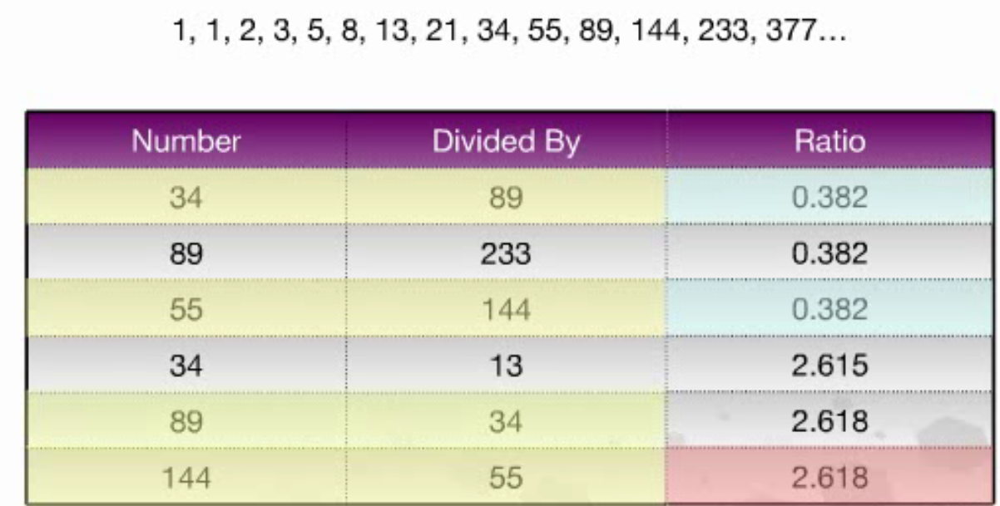 1, 1, 2, 3, 5, 8, 13, 21, 34, 55, 89, 144, 233, 377...
Number Divided By Ratio
34 89 0.382
89 233 0.382
55 144 0.382
34 13 2.615
89 34 2.618
144 55 2.618